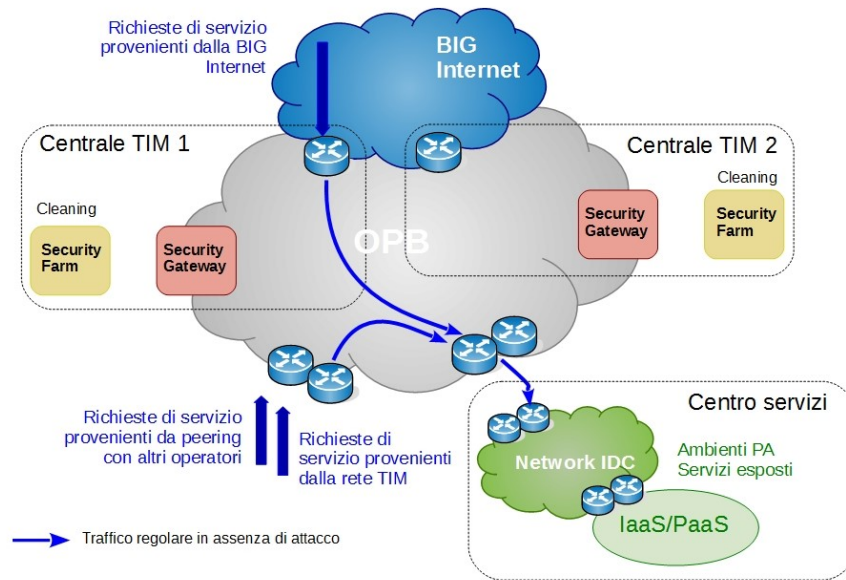 Richieste di servizio
provenienti dalla BIG
Internet
BIG
Internet
Centrale TIM 1
Centrale TIM 2
Cleaning
Security
Farm
Security
Gateway
OPB
Security
Gateway
Cleaning
Security
Farm
Richieste di servizio
provenienti da peering
con altri operatori
Richieste di
servizio provenienti
dalla rete TIM
Centro servizi
Network IDC
Ambienti PA
Servizi esposti
IaaS/PaaS
Traffico regolare in assenza di attacco